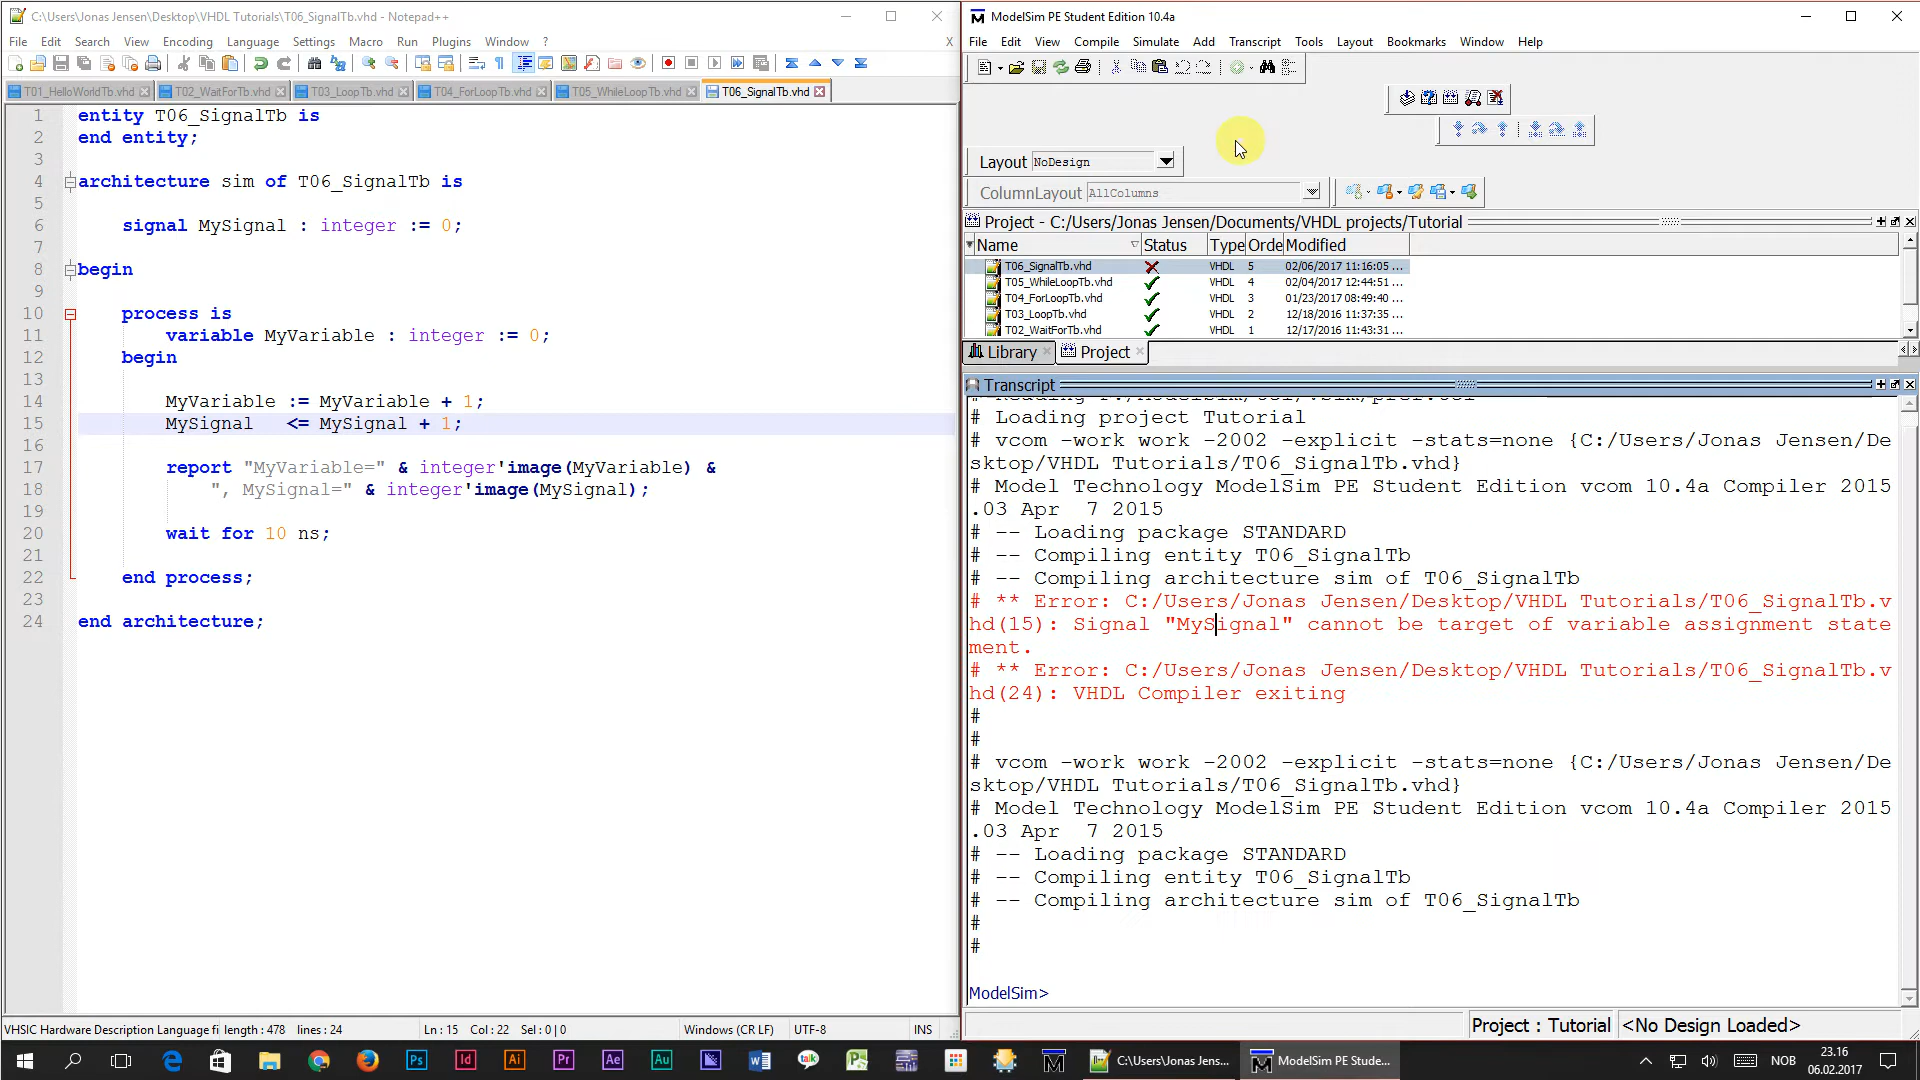 C:\Users\Jonas Jensen\Desktop\VHDL Tutorials\T06_SignalTb.vhd - Notepad++
File Edit Search View Encoding Language Settings Macro Run Plugins Window ? X
T01_HelloWorldTb.vhd T02_WaitForTb.vhd T03_LoopTb.vhd T04_ForLoopTb.vhd T05_WhileLoopTb.vhd T06_SignalTb.vhd
1 entity T06_SignalTb is
2 end entity;
3
4 architecture sim of T06_SignalTb is
5
6 signal MySignal : integer := 0;
7
8 begin
9
10 process is
11 variable MyVariable : integer := 0;
12 begin
13
14 MyVariable := MyVariable + 1;
15 MySignal   <= MySignal + 1;
16
17 report "MyVariable=" & integer'image(MyVariable) &
18 ", MySignal=" & integer'image(MySignal);
19
20 wait for 10 ns;
21
22 end process;
23
24 end architecture;
VHSIC Hardware Description Language fi length : 478 lines : 24 Ln : 15 Col : 22 Sel : 0 | 0 Windows (CR LF) UTF-8 INS
ModelSim PE Student Edition 10.4a
File Edit View Compile Simulate Add Transcript Tools Layout Bookmarks Window Help
Layout NoDesign
ColumnLayout AllColumns
Project - C:/Users/Jonas Jensen/Documents/VHDL projects/Tutorial
Name Status Type Orde Modified
T06_SignalTb.vhd VHDL 5 02/06/2017 11:16:05 ...
T05_WhileLoopTb.vhd VHDL 4 02/04/2017 12:44:51 ...
T04_ForLoopTb.vhd VHDL 3 01/23/2017 08:49:40 ...
T03_LoopTb.vhd VHDL 2 12/18/2016 11:37:35 ...
T02_WaitForTb.vhd VHDL 1 12/17/2016 11:43:31 ...
Library Project
Transcript
# Loading project Tutorial
# vcom -work work -2002 -explicit -stats=none {C:/Users/Jonas Jensen/De
sktop/VHDL Tutorials/T06_SignalTb.vhd}
# Model Technology ModelSim PE Student Edition vcom 10.4a Compiler 2015
.03 Apr  7 2015
# -- Loading package STANDARD
# -- Compiling entity T06_SignalTb
# -- Compiling architecture sim of T06_SignalTb
# ** Error: C:/Users/Jonas Jensen/Desktop/VHDL Tutorials/T06_SignalTb.v
hd(15): Signal "MySignal" cannot be target of variable assignment state
ment.
# ** Error: C:/Users/Jonas Jensen/Desktop/VHDL Tutorials/T06_SignalTb.v
hd(24): VHDL Compiler exiting
#
#
# vcom -work work -2002 -explicit -stats=none {C:/Users/Jonas Jensen/De
sktop/VHDL Tutorials/T06_SignalTb.vhd}
# Model Technology ModelSim PE Student Edition vcom 10.4a Compiler 2015
.03 Apr  7 2015
# -- Loading package STANDARD
# -- Compiling entity T06_SignalTb
# -- Compiling architecture sim of T06_SignalTb
#
#
ModelSim>
Project : Tutorial <No Design Loaded>
Ps Id Ai Pr Ae Au talk C:\Users\Jonas Jens... ModelSim PE Stude... NOB 23.16
06.02.2017